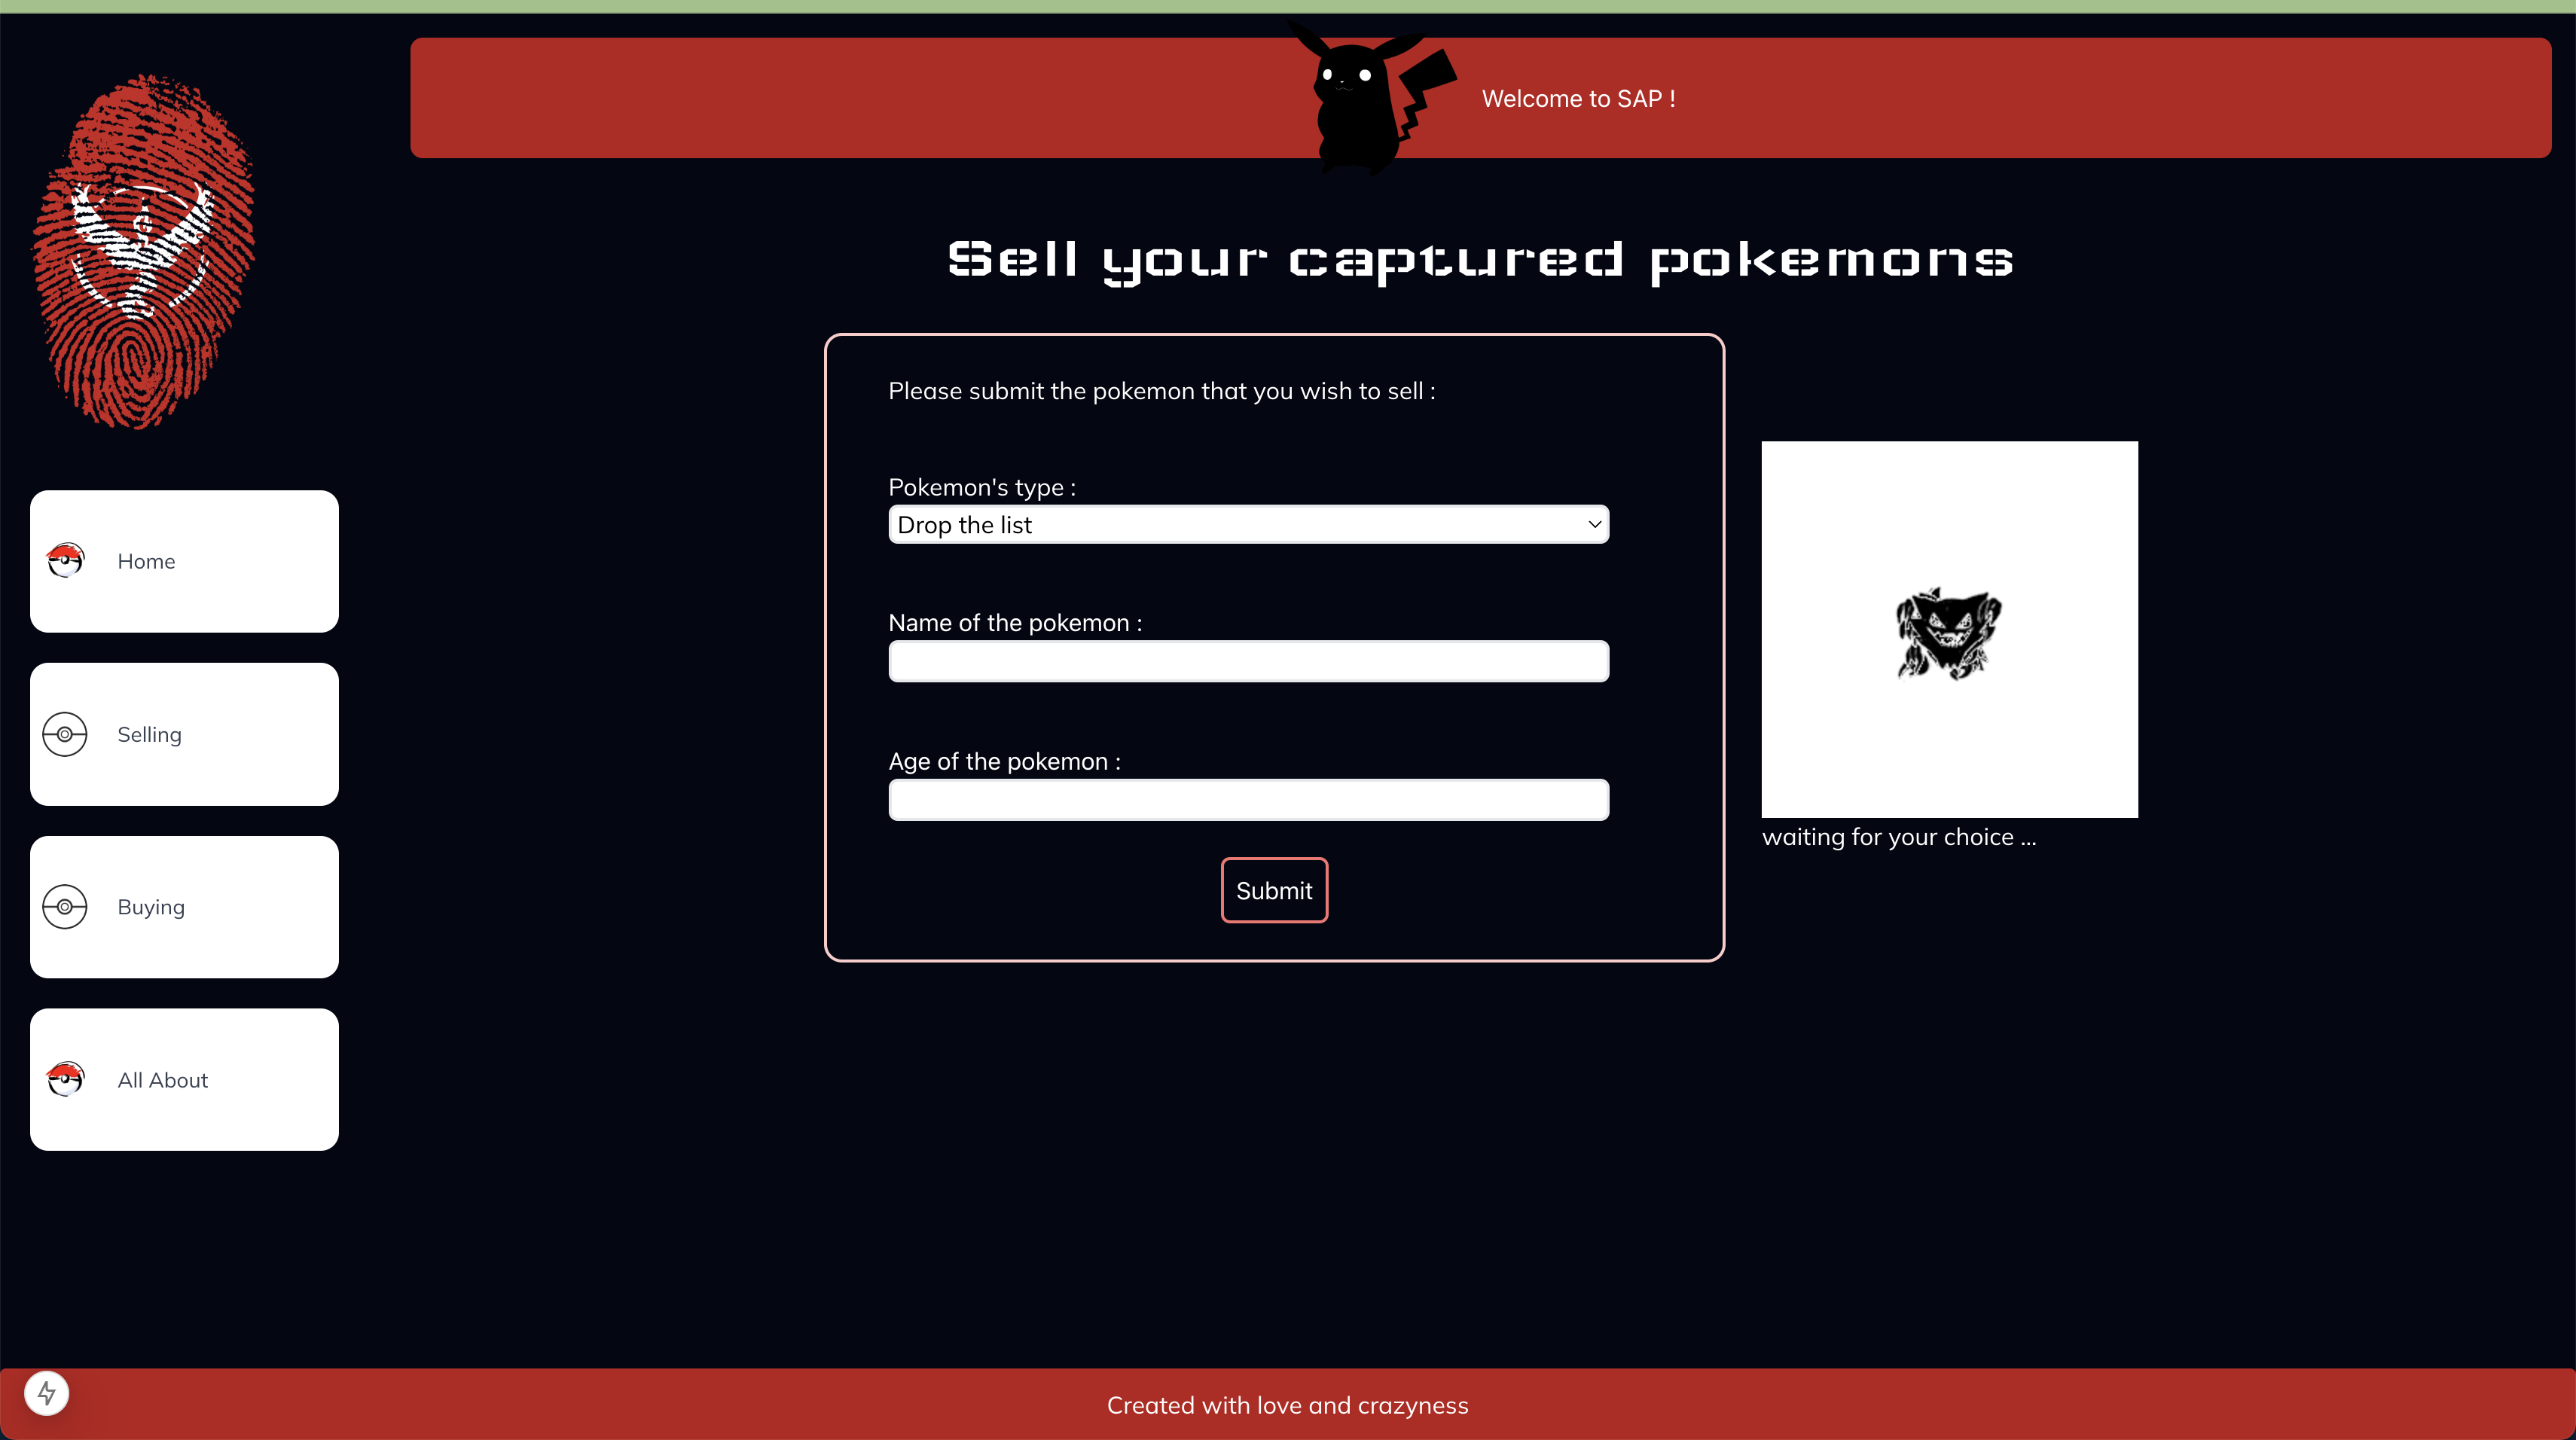 Welcome to SAP !
Sell your captured pokemons
Home
Selling
Buying
All About
Please submit the pokemon that you wish to sell :
Pokemon's type :
Drop the list
Name of the pokemon :
Age of the pokemon :
Submit
waiting for your choice ...
Created with love and crazyness